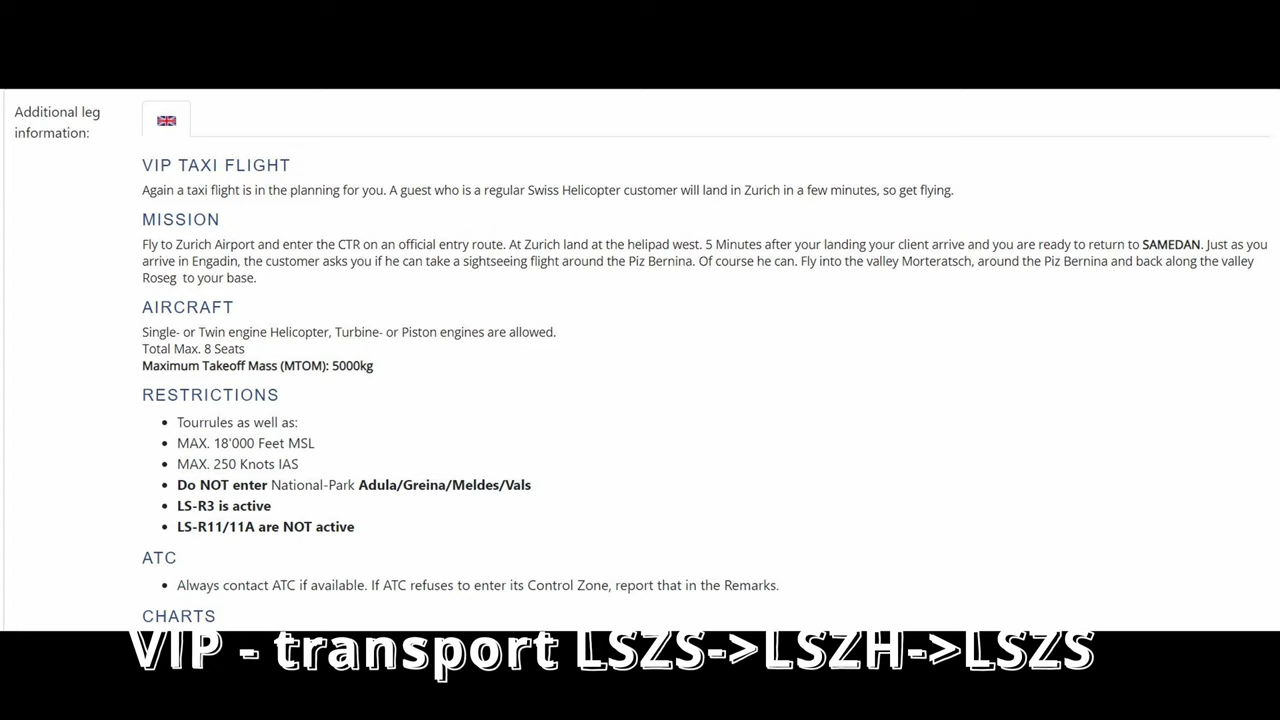 Additional leg
information:
VIP TAXI FLIGHT
Again a taxi flight is in the planning for you. A guest who is a regular Swiss Helicopter customer will land in Zurich in a few minutes, so get flying.
MISSION
Fly to Zurich Airport and enter the CTR on an official entry route. At Zurich land at the helipad west. 5 Minutes after your landing your client arrive and you are ready to return to SAMEDAN. Just as you
arrive in Engadin, the customer asks you if he can take a sightseeing flight around the Piz Bernina. Of course he can. Fly into the valley Morteratsch, around the Piz Bernina and back along the valley
Roseg to your base.
AIRCRAFT
Single- or Twin engine Helicopter, Turbine- or Piston engines are allowed.
Total Max. 8 Seats
Maximum Takeoff Mass (MTOM): 5000kg
RESTRICTIONS
• Tourrules as well as:
• MAX. 18'000 Feet MSL
• MAX. 250 Knots IAS
• Do NOT enter National-Park Adula/Greina/Meldes/Vals
• LS-R3 is active
• LS-R11/11A are NOT active
ATC
• Always contact ATC if available. If ATC refuses to enter its Control Zone, report that in the Remarks.
CHARTS
VIP - transport LSZS->LSZH->LSZS